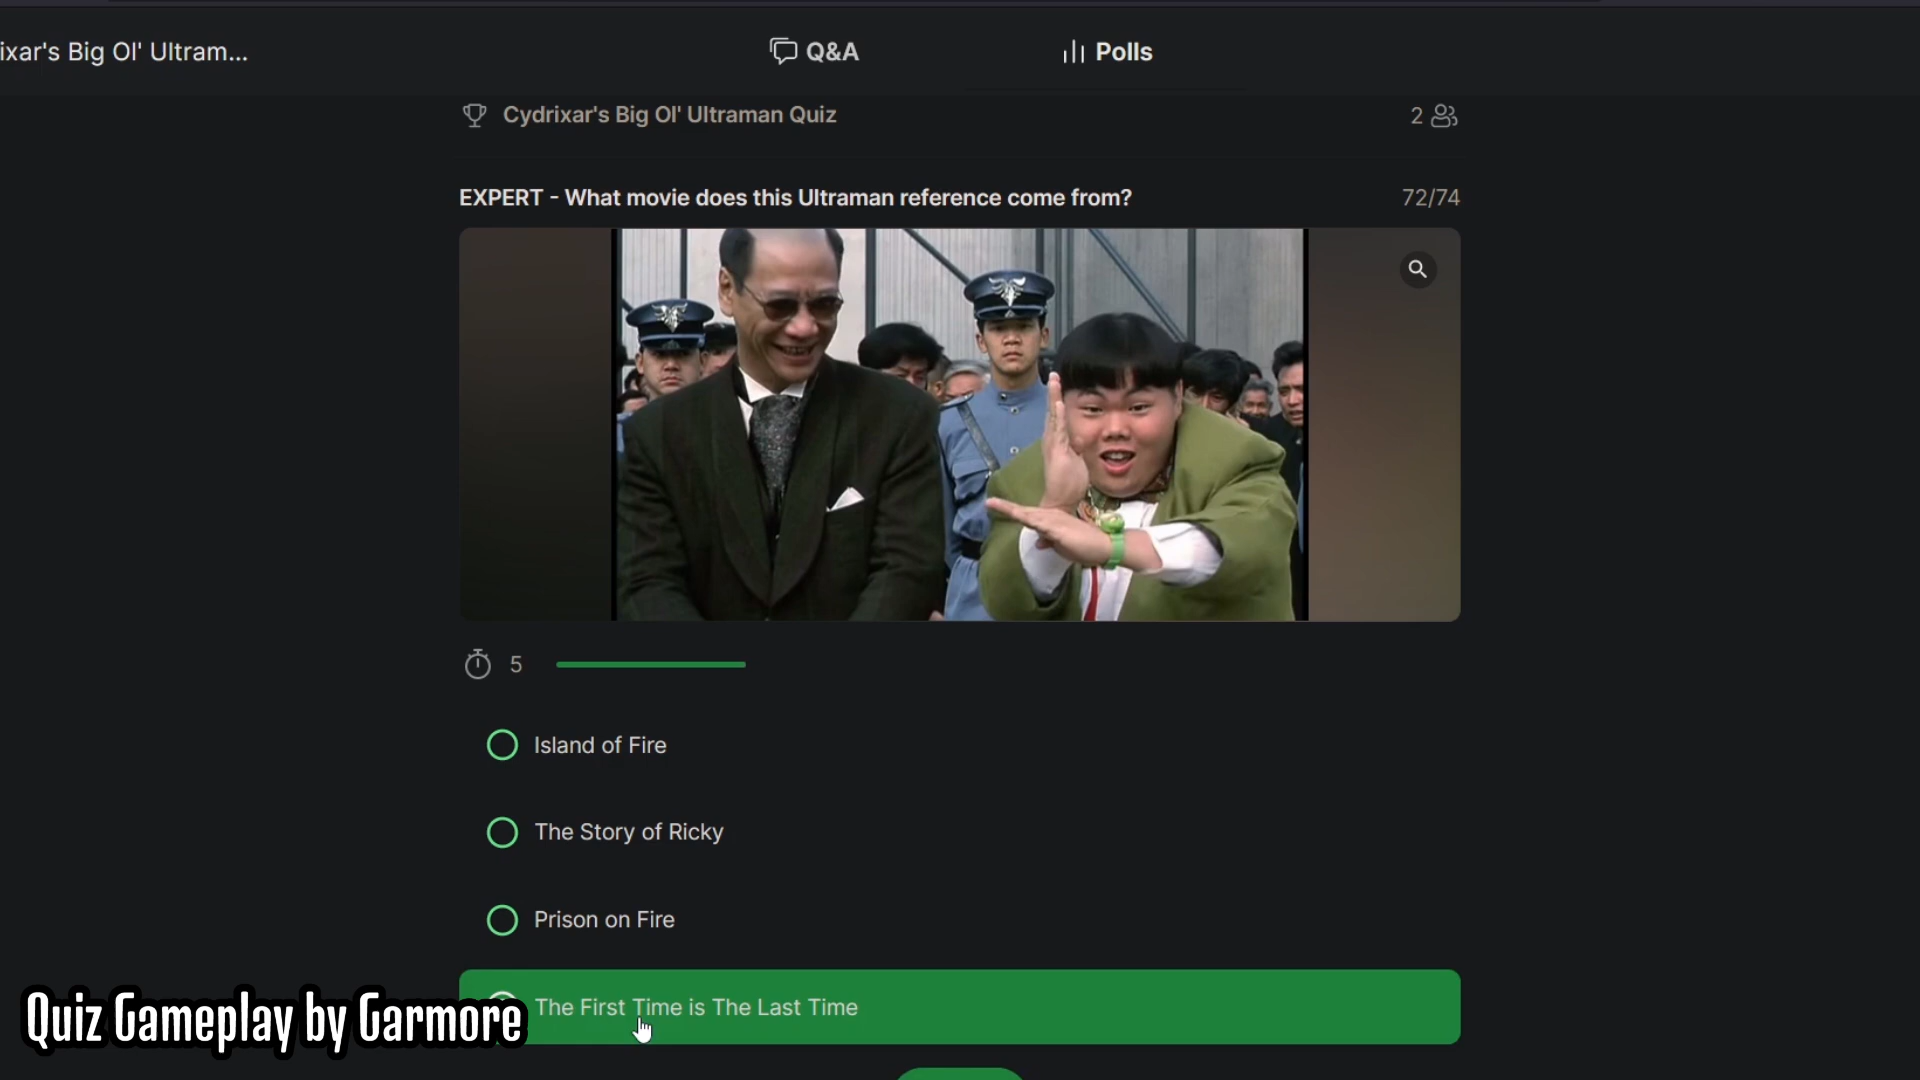 ixar's Big Ol' Ultram...
Q&A
Polls
Cydrixar's Big Ol' Ultraman Quiz
2
EXPERT - What movie does this Ultraman reference come from?
72/74
5
Island of Fire
The Story of Ricky
Prison on Fire
The First Time is The Last Time
Quiz Gameplay by Garmore